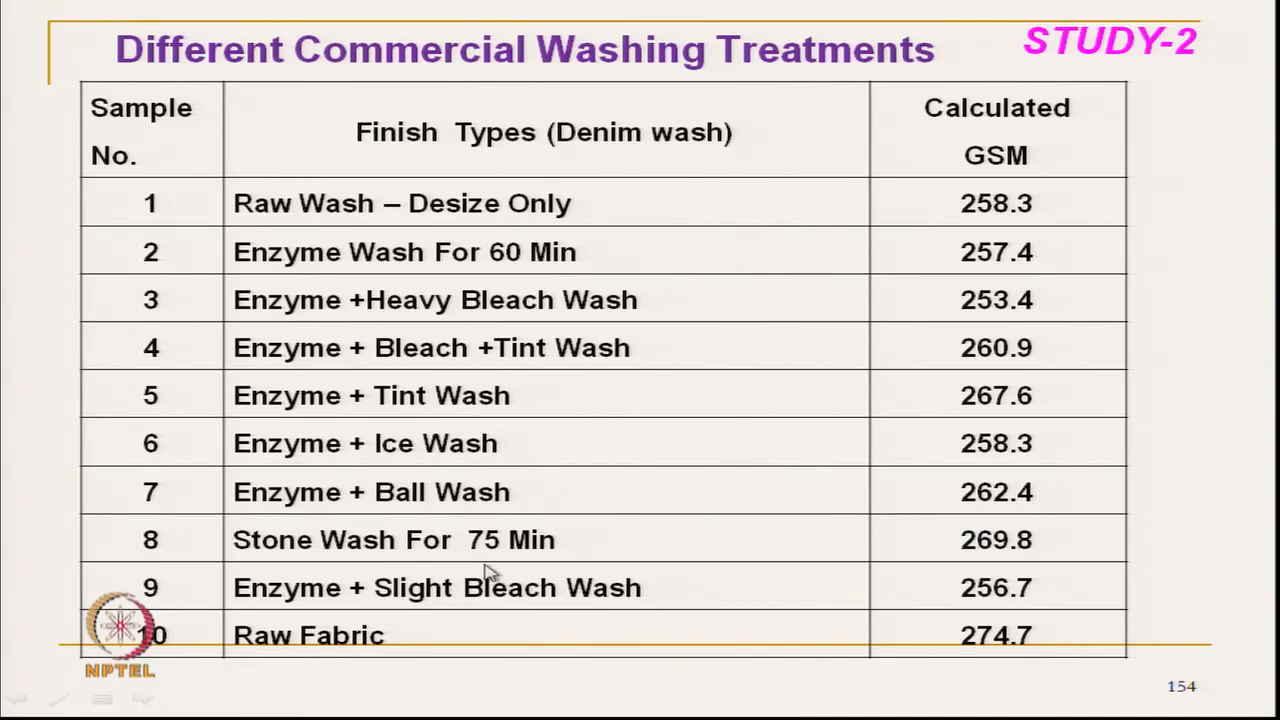 Different Commercial Washing Treatments
STUDY-2
Sample No. Finish Types (Denim wash) Calculated GSM
1 Raw Wash – Desize Only 258.3
2 Enzyme Wash For 60 Min 257.4
3 Enzyme +Heavy Bleach Wash 253.4
4 Enzyme + Bleach +Tint Wash 260.9
5 Enzyme + Tint Wash 267.6
6 Enzyme + Ice Wash 258.3
7 Enzyme + Ball Wash 262.4
8 Stone Wash For 75 Min 269.8
9 Enzyme + Slight Bleach Wash 256.7
10 Raw Fabric 274.7
NPTEL
154